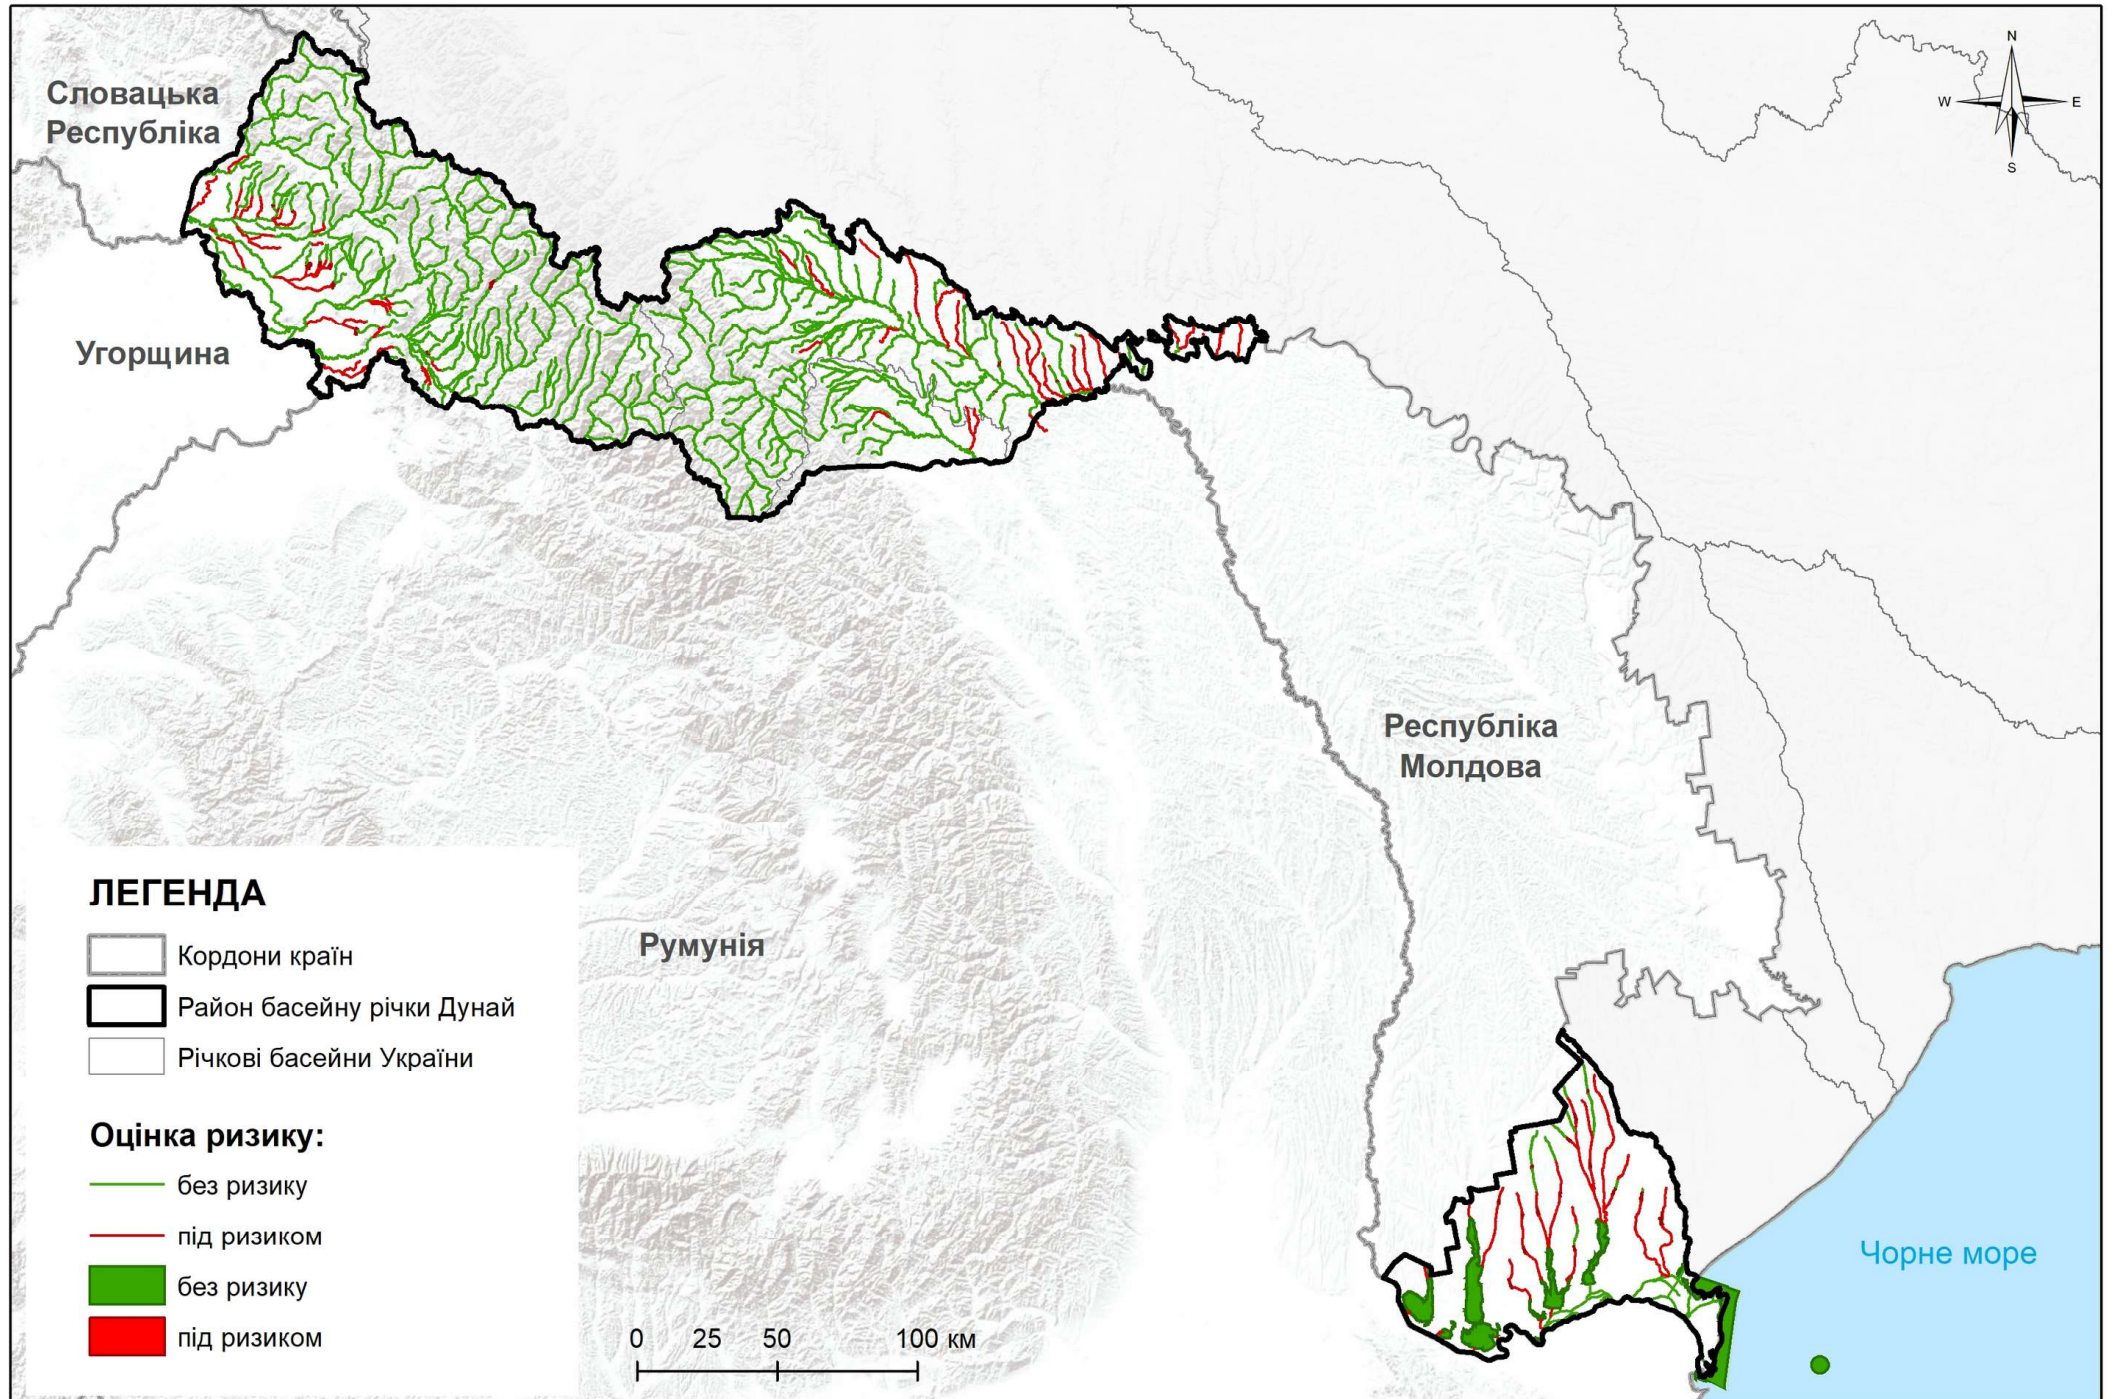 N
W
E
S
Словацька
Республіка
Угорщина
Республіка
Молдова
Румунія
Чорне море
ЛЕГЕНДА
Кордони країн
Район басейну річки Дунай
Річкові басейни України
Оцінка ризику:
без ризику
під ризиком
без ризику
під ризиком
0 25 50 100 км